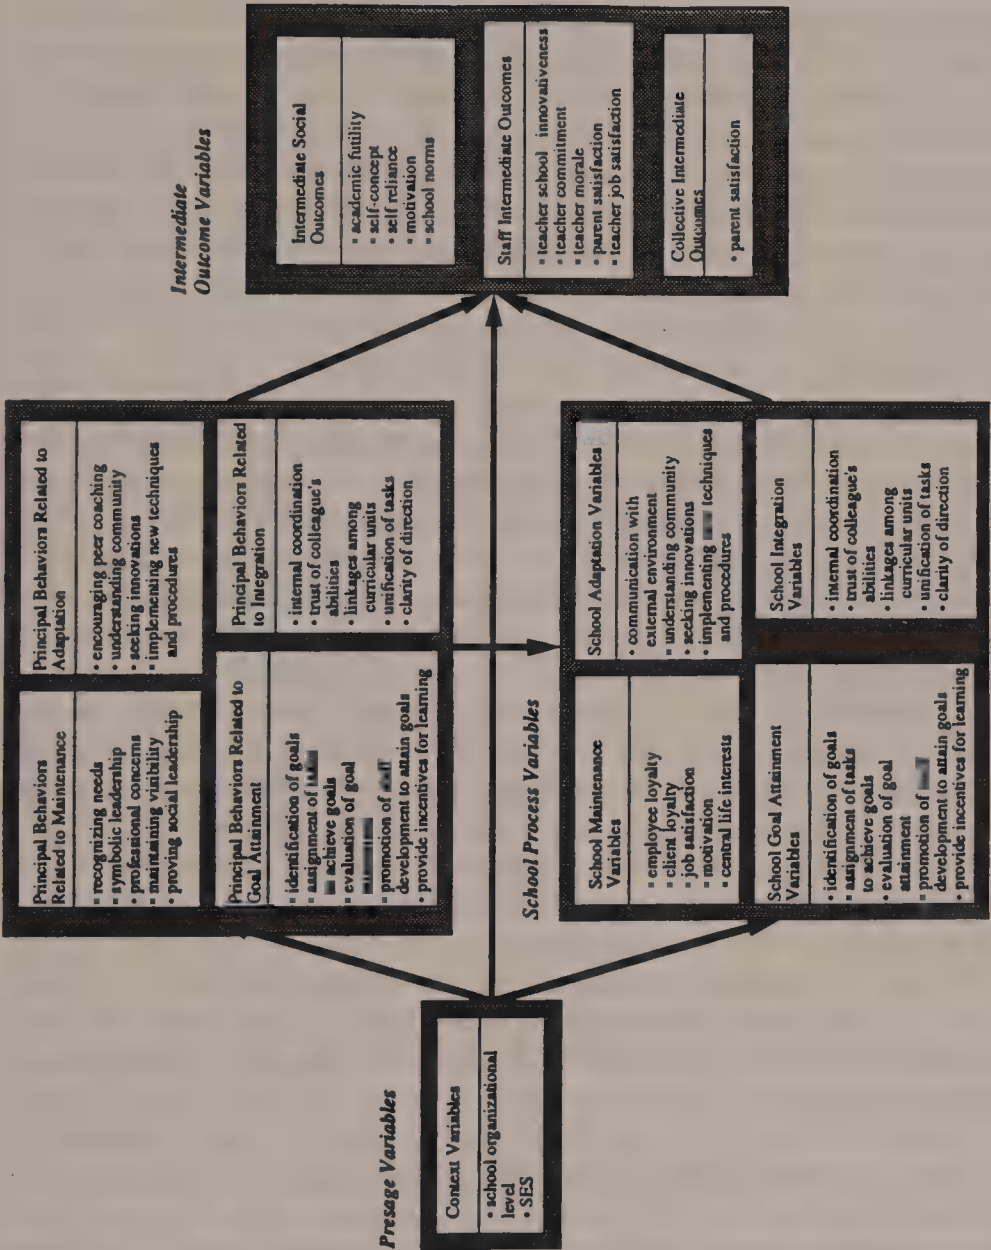 Presage Variables
Context Variables
• school organizational
level
• SES
Principal Behaviors
Related to Maintenance
• recognizing needs
• symbolic leadership
• professional concerns
• maintaining visibility
• proving social leadership
Principal Behaviors Related to
Adaptation
• encouraging peer coaching
• understanding community
• seeking innovations
• implementing new techniques
and procedures
Principal Behaviors Related to
Goal Attainment
• identification of goals
• assignment of
achieve goals
• evaluation of goal
• promotion of
development to attain goals
• provide incentives for learning
Principal Behaviors Related
to Integration
• internal coordination
• trust of colleague's
abilities
• linkages among
curricular units
• unification of tasks
• clarity of direction
School Process Variables
School Maintenance
Variables
• employee loyalty
• client loyalty
• job satisfaction
• motivation
• central life interests
School Adaptation Variables
• communication with
external environment
• understanding community
• seeking innovations
• implementing techniques
and procedures
School Goal Attainment
Variables
• identification of goals
• assignment of tasks
to achieve goals
• evaluation of goal
attainment
• promotion of
development to attain goals
• provide incentives for learning
School Integration
Variables
• internal coordination
• trust of colleague's
abilities
• linkages among
curricular units
• unification of tasks
• clarity of direction
Intermediate
Outcome Variables
Intermediate Social
Outcomes
• academic futility
• self-concept
• self reliance
• motivation
• school norms
Staff Intermediate Outcomes
• teacher school innovativeness
• teacher commitment
• teacher morale
• parent satisfaction
• teacher job satisfaction
Collective Intermediate
Outcomes
• parent satisfaction